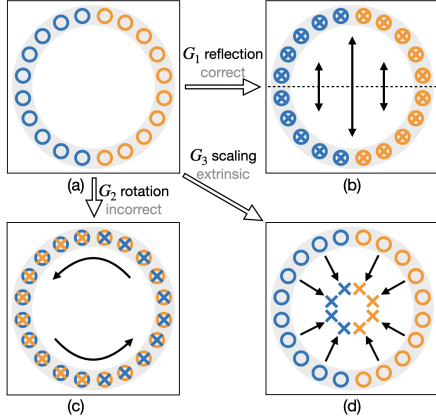 G₁ reflection
correct
G₃ scaling
extrinsic
(a)
(b)
G₂ rotation
incorrect
(c)
(d)